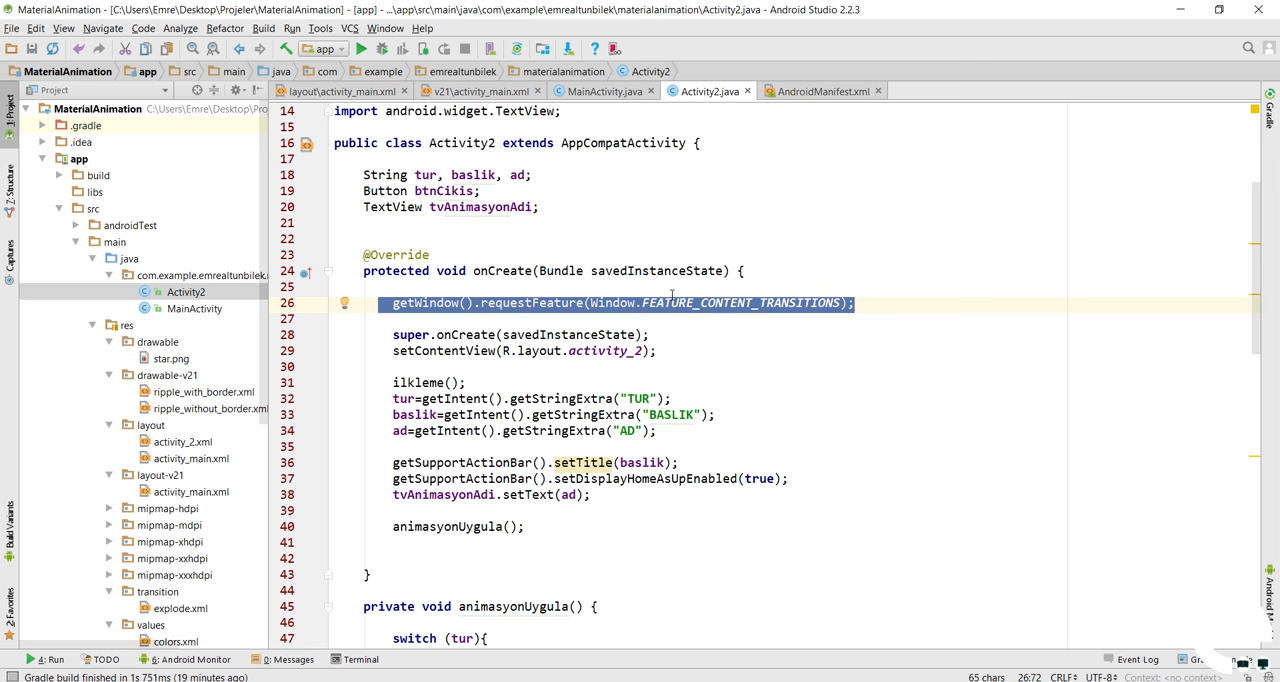 MaterialAnimation - [C:\Users\Emre\Desktop\Projeler\MaterialAnimation] - [app] - ...\app\src\main\java\com\example\emrealtunbilek\materialanimation\Activity2.java - Android Studio 2.2.3
File Edit View Navigate Code Analyze Refactor Build Run Tools VCS Window Help
app
MaterialAnimation app src main java com example emrealtunbilek materialanimation Activity2
Project
layout\activity_main.xml v21\activity_main.xml MainActivity.java Activity2.java AndroidManifest.xml
1: Project
Z: Structure
Captures
Build Variants
2: Favorites
Gradle
MaterialAnimation C:\Users\Emre\Desktop\Pro
.gradle
.idea
app
build
libs
src
androidTest
main
java
com.example.emrealtunbilek.
Activity2
MainActivity
res
drawable
star.png
drawable-v21
ripple_with_border.xml
ripple_without_border.xml
layout
activity_2.xml
activity_main.xml
layout-v21
activity_main.xml
mipmap-hdpi
mipmap-mdpi
mipmap-xhdpi
mipmap-xxhdpi
mipmap-xxxhdpi
transition
explode.xml
values
colors.xml
14 import android.widget.TextView;
15
16 public class Activity2 extends AppCompatActivity {
17
18 String tur, baslik, ad;
19 Button btnCikis;
20 TextView tvAnimasyonAdi;
21
22
23 @Override
24 protected void onCreate(Bundle savedInstanceState) {
25
26 getWindow().requestFeature(Window.FEATURE_CONTENT_TRANSITIONS);
27
28 super.onCreate(savedInstanceState);
29 setContentView(R.layout.activity_2);
30
31 ilkleme();
32 tur=getIntent().getStringExtra("TUR");
33 baslik=getIntent().getStringExtra("BASLIK");
34 ad=getIntent().getStringExtra("AD");
35
36 getSupportActionBar().setTitle(baslik);
37 getSupportActionBar().setDisplayHomeAsUpEnabled(true);
38 tvAnimasyonAdi.setText(ad);
39
40 animasyonUygula();
41
42
43 }
44
45 private void animasyonUygula() {
46
47 switch (tur){
4: Run TODO 6: Android Monitor 0: Messages Terminal Event Log
Gradle build finished in 1s 751ms (19 minutes ago) 65 chars 26:72 CRLF UTF-8 Context: <no context>